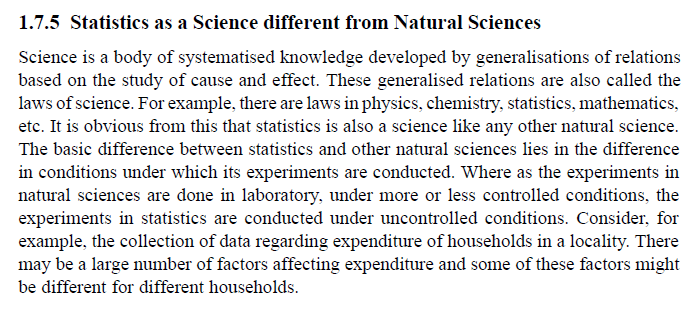 1.7.5 Statistics as a Science different from Natural Sciences
Science is a body of systematised knowledge developed by generalisations of relations
based on the study of cause and effect. These generalised relations are also called the
laws of science. For example, there are laws in physics, chemistry, statistics, mathematics,
etc. It is obvious from this that statistics is also a science like any other natural science.
The basic difference between statistics and other natural sciences lies in the difference
in conditions under which its experiments are conducted. Where as the experiments in
natural sciences are done in laboratory, under more or less controlled conditions, the
experiments in statistics are conducted under uncontrolled conditions. Consider, for
example, the collection of data regarding expenditure of households in a locality. There
may be a large number of factors affecting expenditure and some of these factors might
be different for different households.